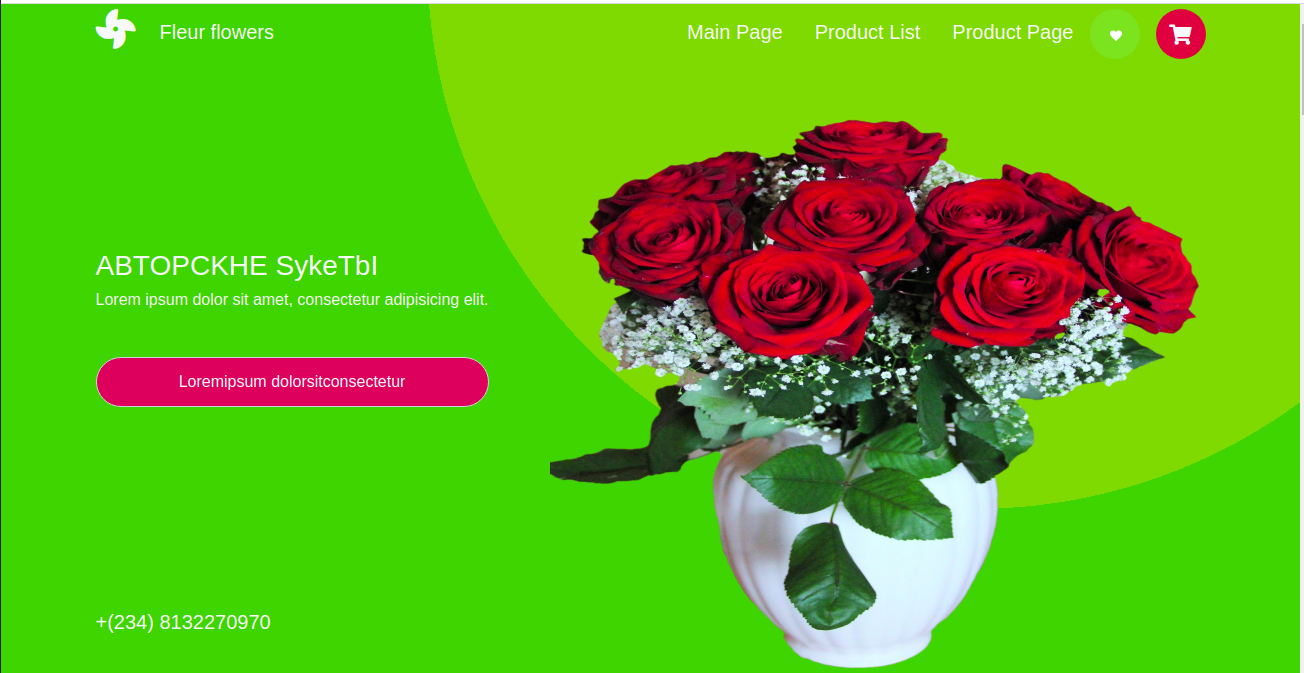 Fleur flowers
Main Page
Product List
Product Page
ABTOPCKHE SykeTbI
Lorem ipsum dolor sit amet, consectetur adipisicing elit.
Loremipsum dolorsitconsectetur
+(234) 8132270970